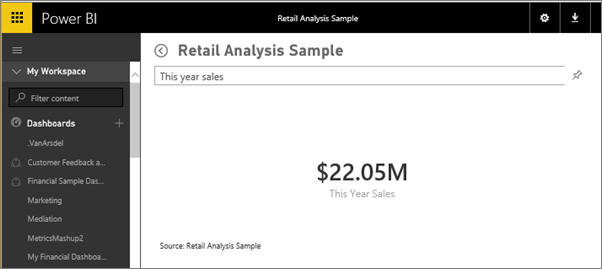 Power BI
Retail Analysis Sample
My Workspace
Filter content
Dashboards
.VanArsdel
Customer Feedback a...
Financial Sample Das...
Marketing
Mediation
MetricsMashup2
My Financial Dashboa...
Retail Analysis Sample
This year sales
$22.05M
This Year Sales
Source: Retail Analysis Sample